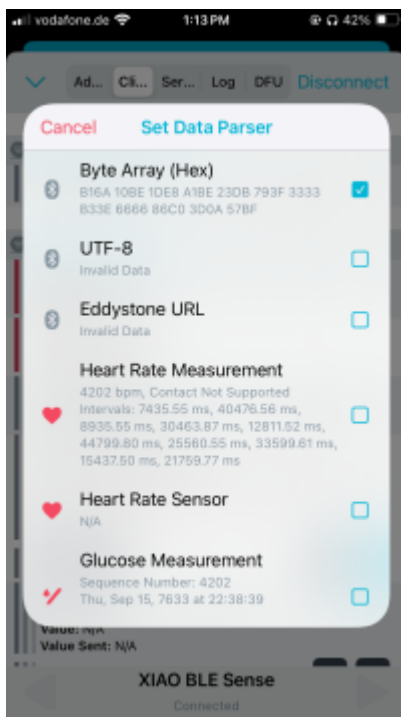 vodafone.de 1:13 PM 42%
Ad... Cli... Ser... Log DFU Disconnect
Cancel Set Data Parser
Byte Array (Hex)
B16A 10BE 1DE8 A1BE 23DB 793F 3333
B33E 6666 86C0 3D0A 57BF
UTF-8
Invalid Data
Eddystone URL
Invalid Data
Heart Rate Measurement
4202 bpm, Contact Not Supported
Intervals: 7435.55 ms, 40476.56 ms,
8935.55 ms, 30463.87 ms, 12811.52 ms,
44799.80 ms, 25560.55 ms, 33599.61 ms,
15437.50 ms, 21759.77 ms
Heart Rate Sensor
N/A
Glucose Measurement
Sequence Number: 4202
Thu, Sep 15, 7633 at 22:38:39
Value: N/A
Value Sent: N/A
XIAO BLE Sense
Connected